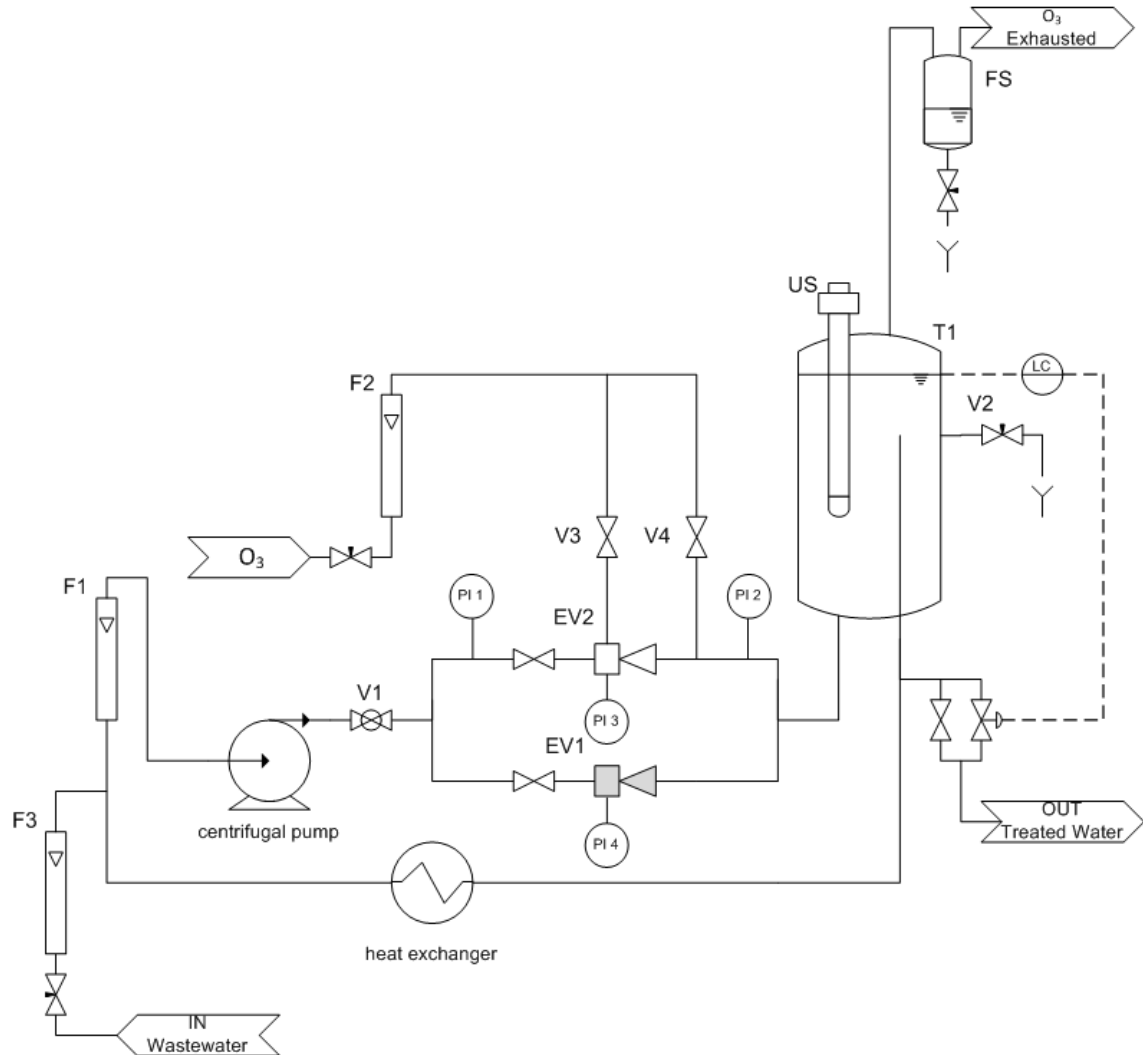 O₃
Exhausted
FS
US
T1
LC
F2
V2
V3
V4
O₃
F1
PI 1
PI 2
EV2
V1
PI 3
EV1
F3
centrifugal pump
PI 4
OUT
Treated Water
heat exchanger
IN
Wastewater